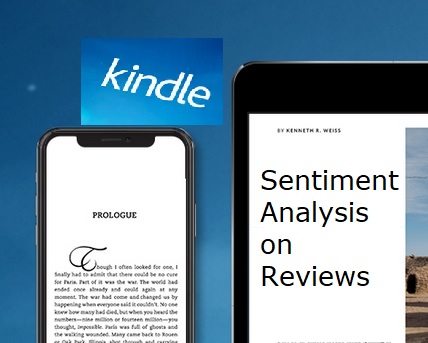 kindle
BY KENNETH R. WEISS
Sentiment
Analysis
on
Reviews
PROLOGUE
Though I often looked for one, I
finally had to admit that there could be no cure
for Paris. Part of it was the war. The world had
ended once already and could again at any
moment. The war had come and changed us by
happening when everyone said it couldn't. No one
knew how many had died, but when you heard the
numbers—nine million or fourteen million—you
thought, Impossible. Paris was full of ghosts and
the walking wounded. Many came back to Rouen
or Oak Park, Illinois, shot through and carrying